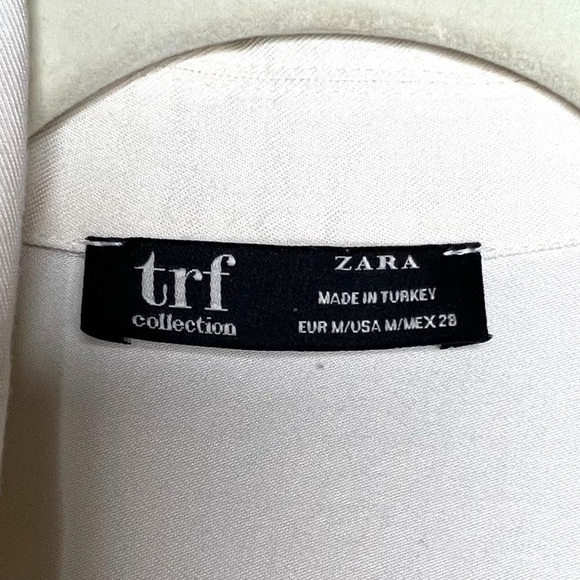 trf
collection
ZARA
MADE IN TURKEY
EUR M/USA M/MEX 28